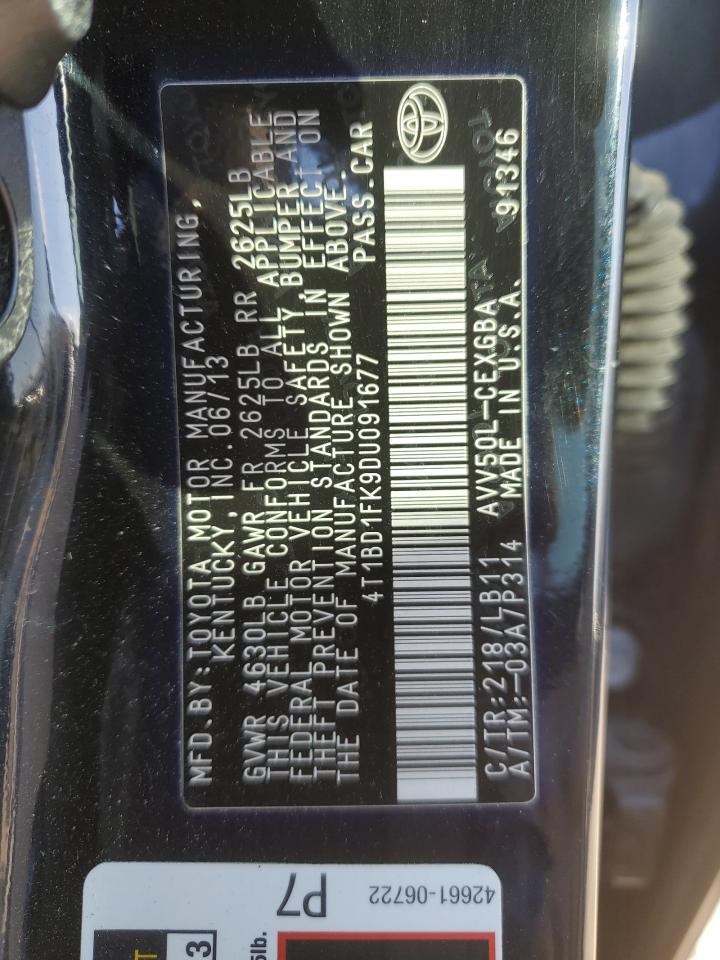 MFD.BY:TOYOTA MOTOR MANUFACTURING,
KENTUCKY,INC.06/13
GVWR 4630LB GAWR FR 2625LB RR 2625LB
THIS VEHICLE CONFORMS TO ALL APPLICABLE
FEDERAL MOTOR VEHICLE SAFETY,BUMPER AND
THEFT PREVENTION STANDARDS IN EFFECT ON
THE DATE OF MANUFACTURE SHOWN ABOVE.
4T1BD1FK9DU091677 PASS.CAR
C/TR:218/LB11 AVV50L-CEXGBA
A/TM:-03A7P314 MADE IN U.S.A. 91346
P7
42661-06722
3
5lb.